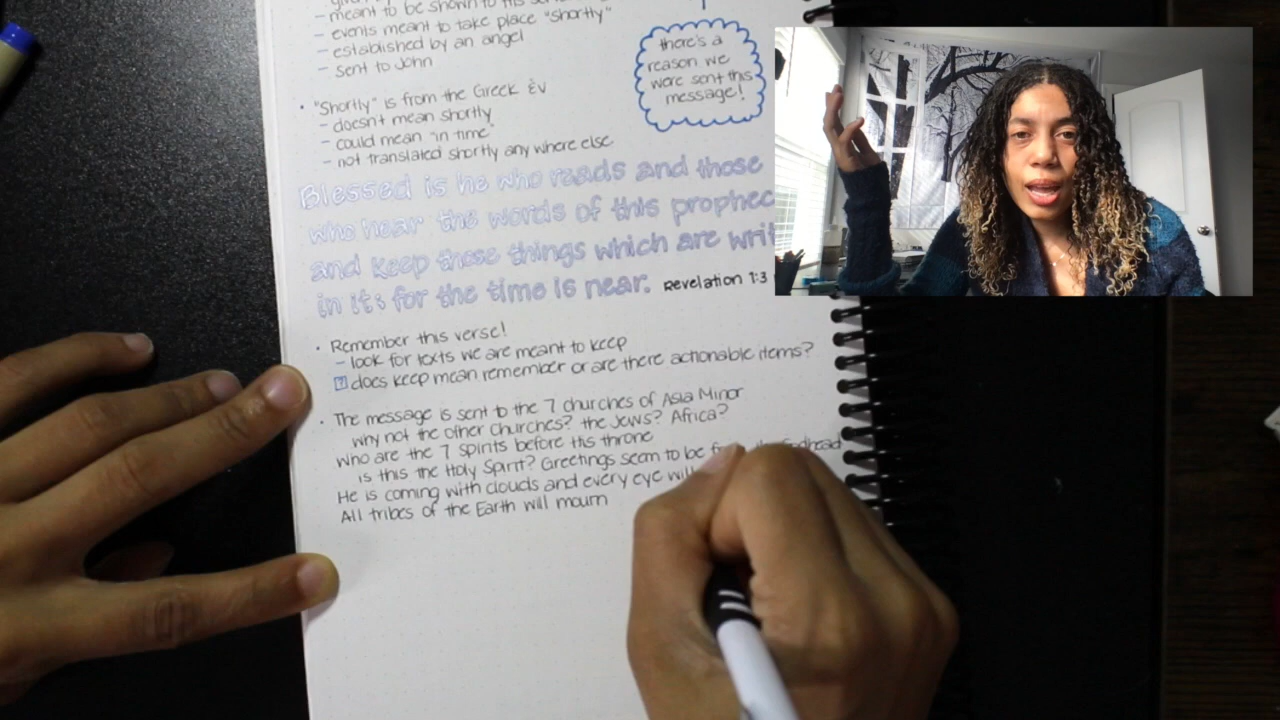 - meant to be shown to His
- events meant to take place "shortly"
- established by an angel
- sent to John
there's a
reason we
were sent this
message!
• "Shortly" is from the Greek ἐν
- doesn't mean shortly
- could mean "in time"
- not translated shortly any where else
Blessed is he who reads and those
who hear the words of this prophec
and keep those things which are writ
in it; for the time is near. Revelation 1:3
• Remember this verse!
- look for texts we are meant to keep
? does keep mean remember or are there actionable items?
• The message is sent to the 7 churches of Asia Minor
why not the other churches? the Jews? Africa?
Who are the 7 spirits before His throne
is this the Holy Spirit? Greetings seem to be from the Godhead
He is coming with clouds and every eye will
All tribes of the Earth will mourn